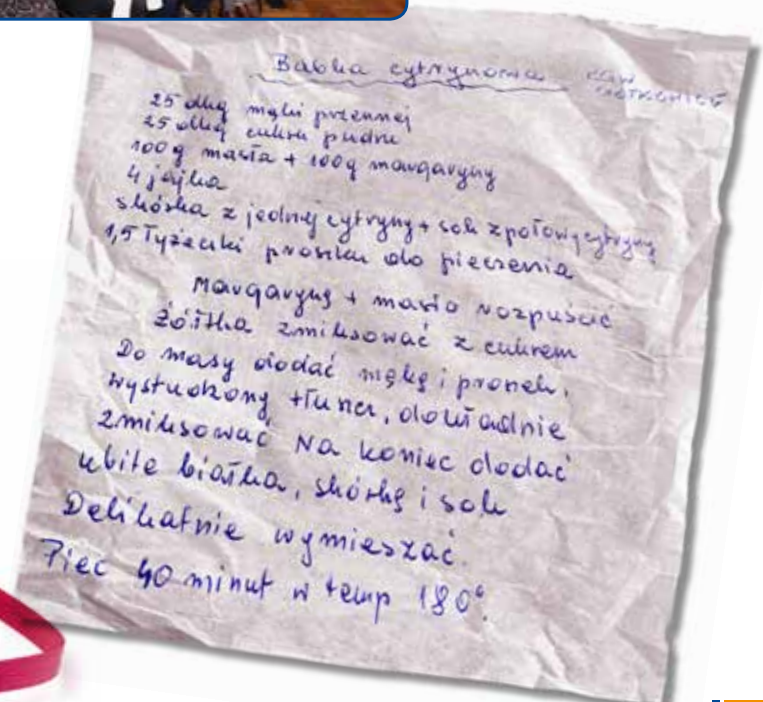 Babka cytrynowa
25 dkg mąki pszennej
25 dkg cukru pudru
100g masła + 100g margaryny
4 jajka
skórka z jednej cytryny + sok z połowy cytryny
1,5 łyżeczki proszku do pieczenia
Margarynę + masło rozpuścić
żółtka zmiksować z cukrem
Do masy dodać mąkę i proszek,
wystudzony tłuszcz, dokładnie
zmiksować Na koniec dodać
ubite białka, skórkę i sok
Delikatnie wymieszać.
Piec 40 minut w temp 180°.